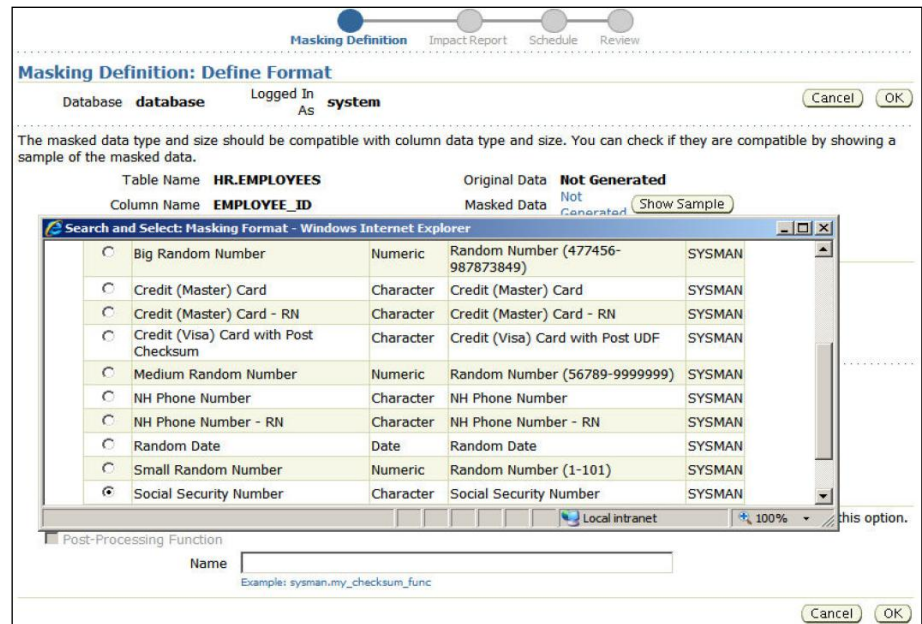 Masking Definition Impact Report Schedule Review
Masking Definition: Define Format
Database database Logged In As system Cancel OK
The masked data type and size should be compatible with column data type and size. You can check if they are compatible by showing a
sample of the masked data.
Table Name HR.EMPLOYEES Original Data Not Generated
Column Name EMPLOYEE_ID Masked Data Not Generated Show Sample
Search and Select: Masking Format - Windows Internet Explorer
Big Random Number Numeric Random Number (477456-987873849) SYSMAN
Credit (Master) Card Character Credit (Master) Card SYSMAN
Credit (Master) Card - RN Character Credit (Master) Card - RN SYSMAN
Credit (Visa) Card with Post Checksum Character Credit (Visa) Card with Post UDF SYSMAN
Medium Random Number Numeric Random Number (56789-9999999) SYSMAN
NH Phone Number Character NH Phone Number SYSMAN
NH Phone Number - RN Character NH Phone Number - RN SYSMAN
Random Date Date Random Date SYSMAN
Small Random Number Numeric Random Number (1-101) SYSMAN
Social Security Number Character Social Security Number SYSMAN
Local intranet 100%
this option.
Post-Processing Function
Name
Example: sysman.my_checksum_func
Cancel OK